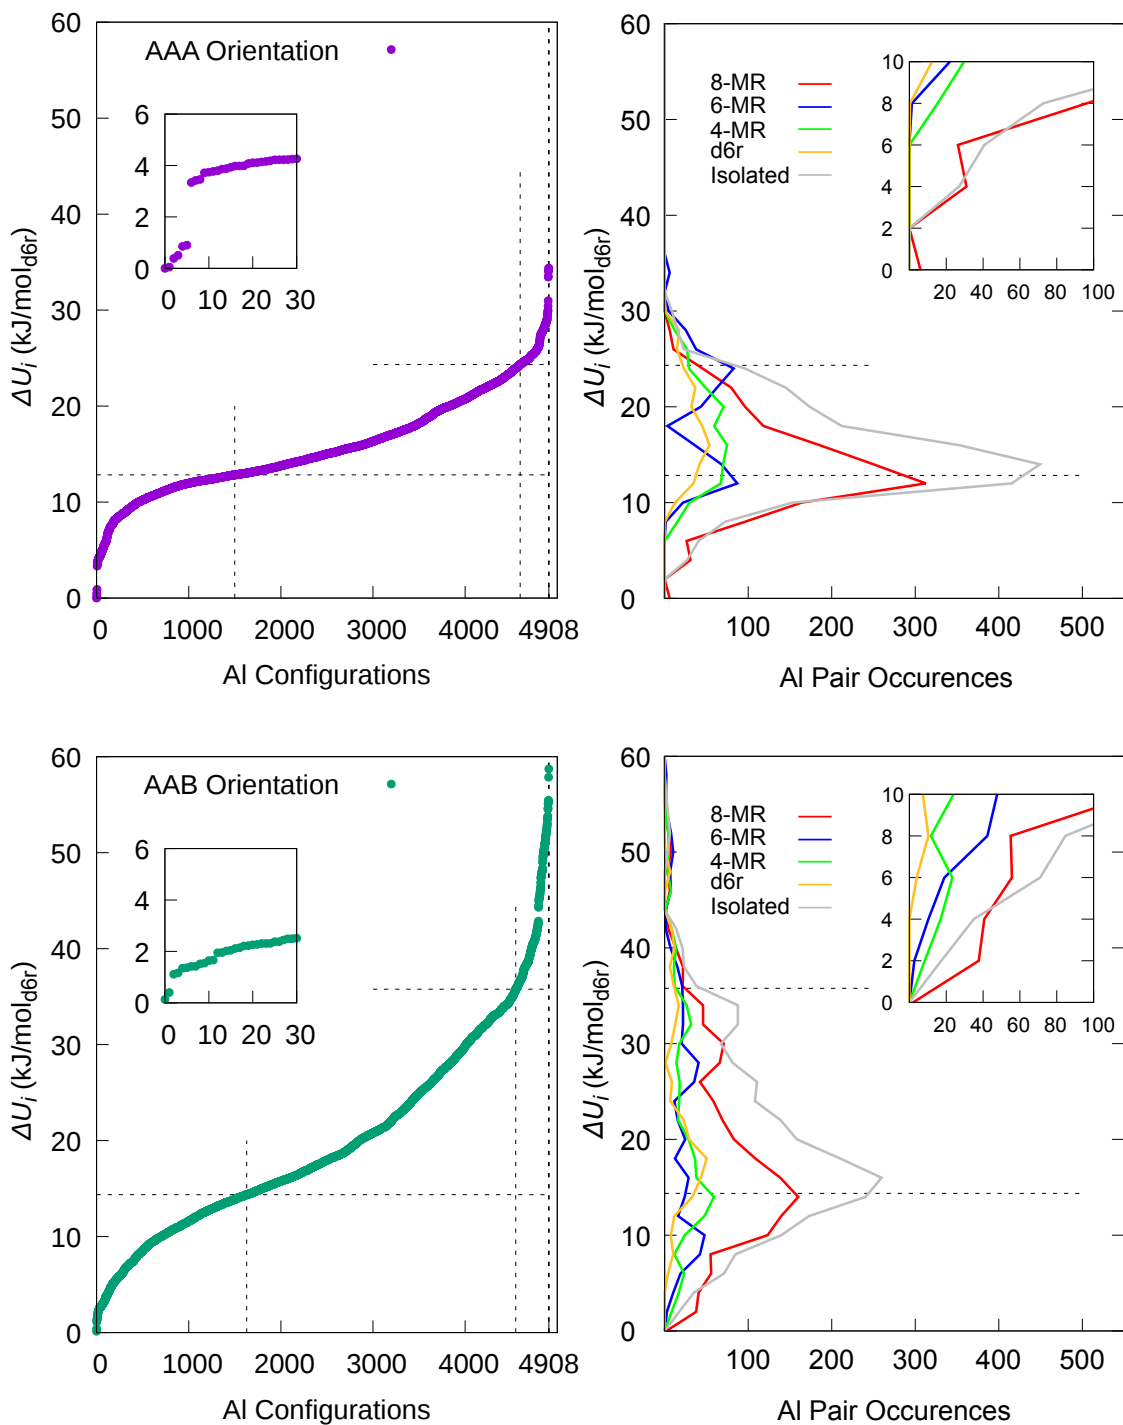 60
50
40
30
20
10
0
ΔUi (kJ/mold6r)
AAA Orientation
6
4
2
0
0 10 20 30
0 1000 2000 3000 4000 4908
Al Configurations
60
50
40
30
20
10
0
ΔUi (kJ/mold6r)
8-MR
6-MR
4-MR
d6r
Isolated
10
8
6
4
2
0
20 40 60 80 100
100 200 300 400 500
Al Pair Occurences
60
50
40
30
20
10
0
ΔUi (kJ/mold6r)
AAB Orientation
6
4
2
0
0 10 20 30
0 1000 2000 3000 4000 4908
Al Configurations
60
50
40
30
20
10
0
ΔUi (kJ/mold6r)
8-MR
6-MR
4-MR
d6r
Isolated
10
8
6
4
2
0
20 40 60 80 100
100 200 300 400 500
Al Pair Occurences